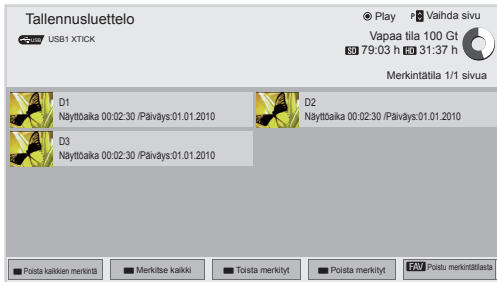 Tallennusluettelo
Play P Vaihda sivu
USB USB1 XTICK
Vapaa tila 100 Gt
SD 79:03 h HD 31:37 h
Merkintätila 1/1 sivua
D1
Näyttöaika 00:02:30 /Päiväys:01.01.2010
D2
Näyttöaika 00:02:30 /Päiväys:01.01.2010
D3
Näyttöaika 00:02:30 /Päiväys:01.01.2010
Poista kaikkien merkintä Merkitse kaikki Toista merkityt Poista merkityt FAV Poistu merkintätilasta